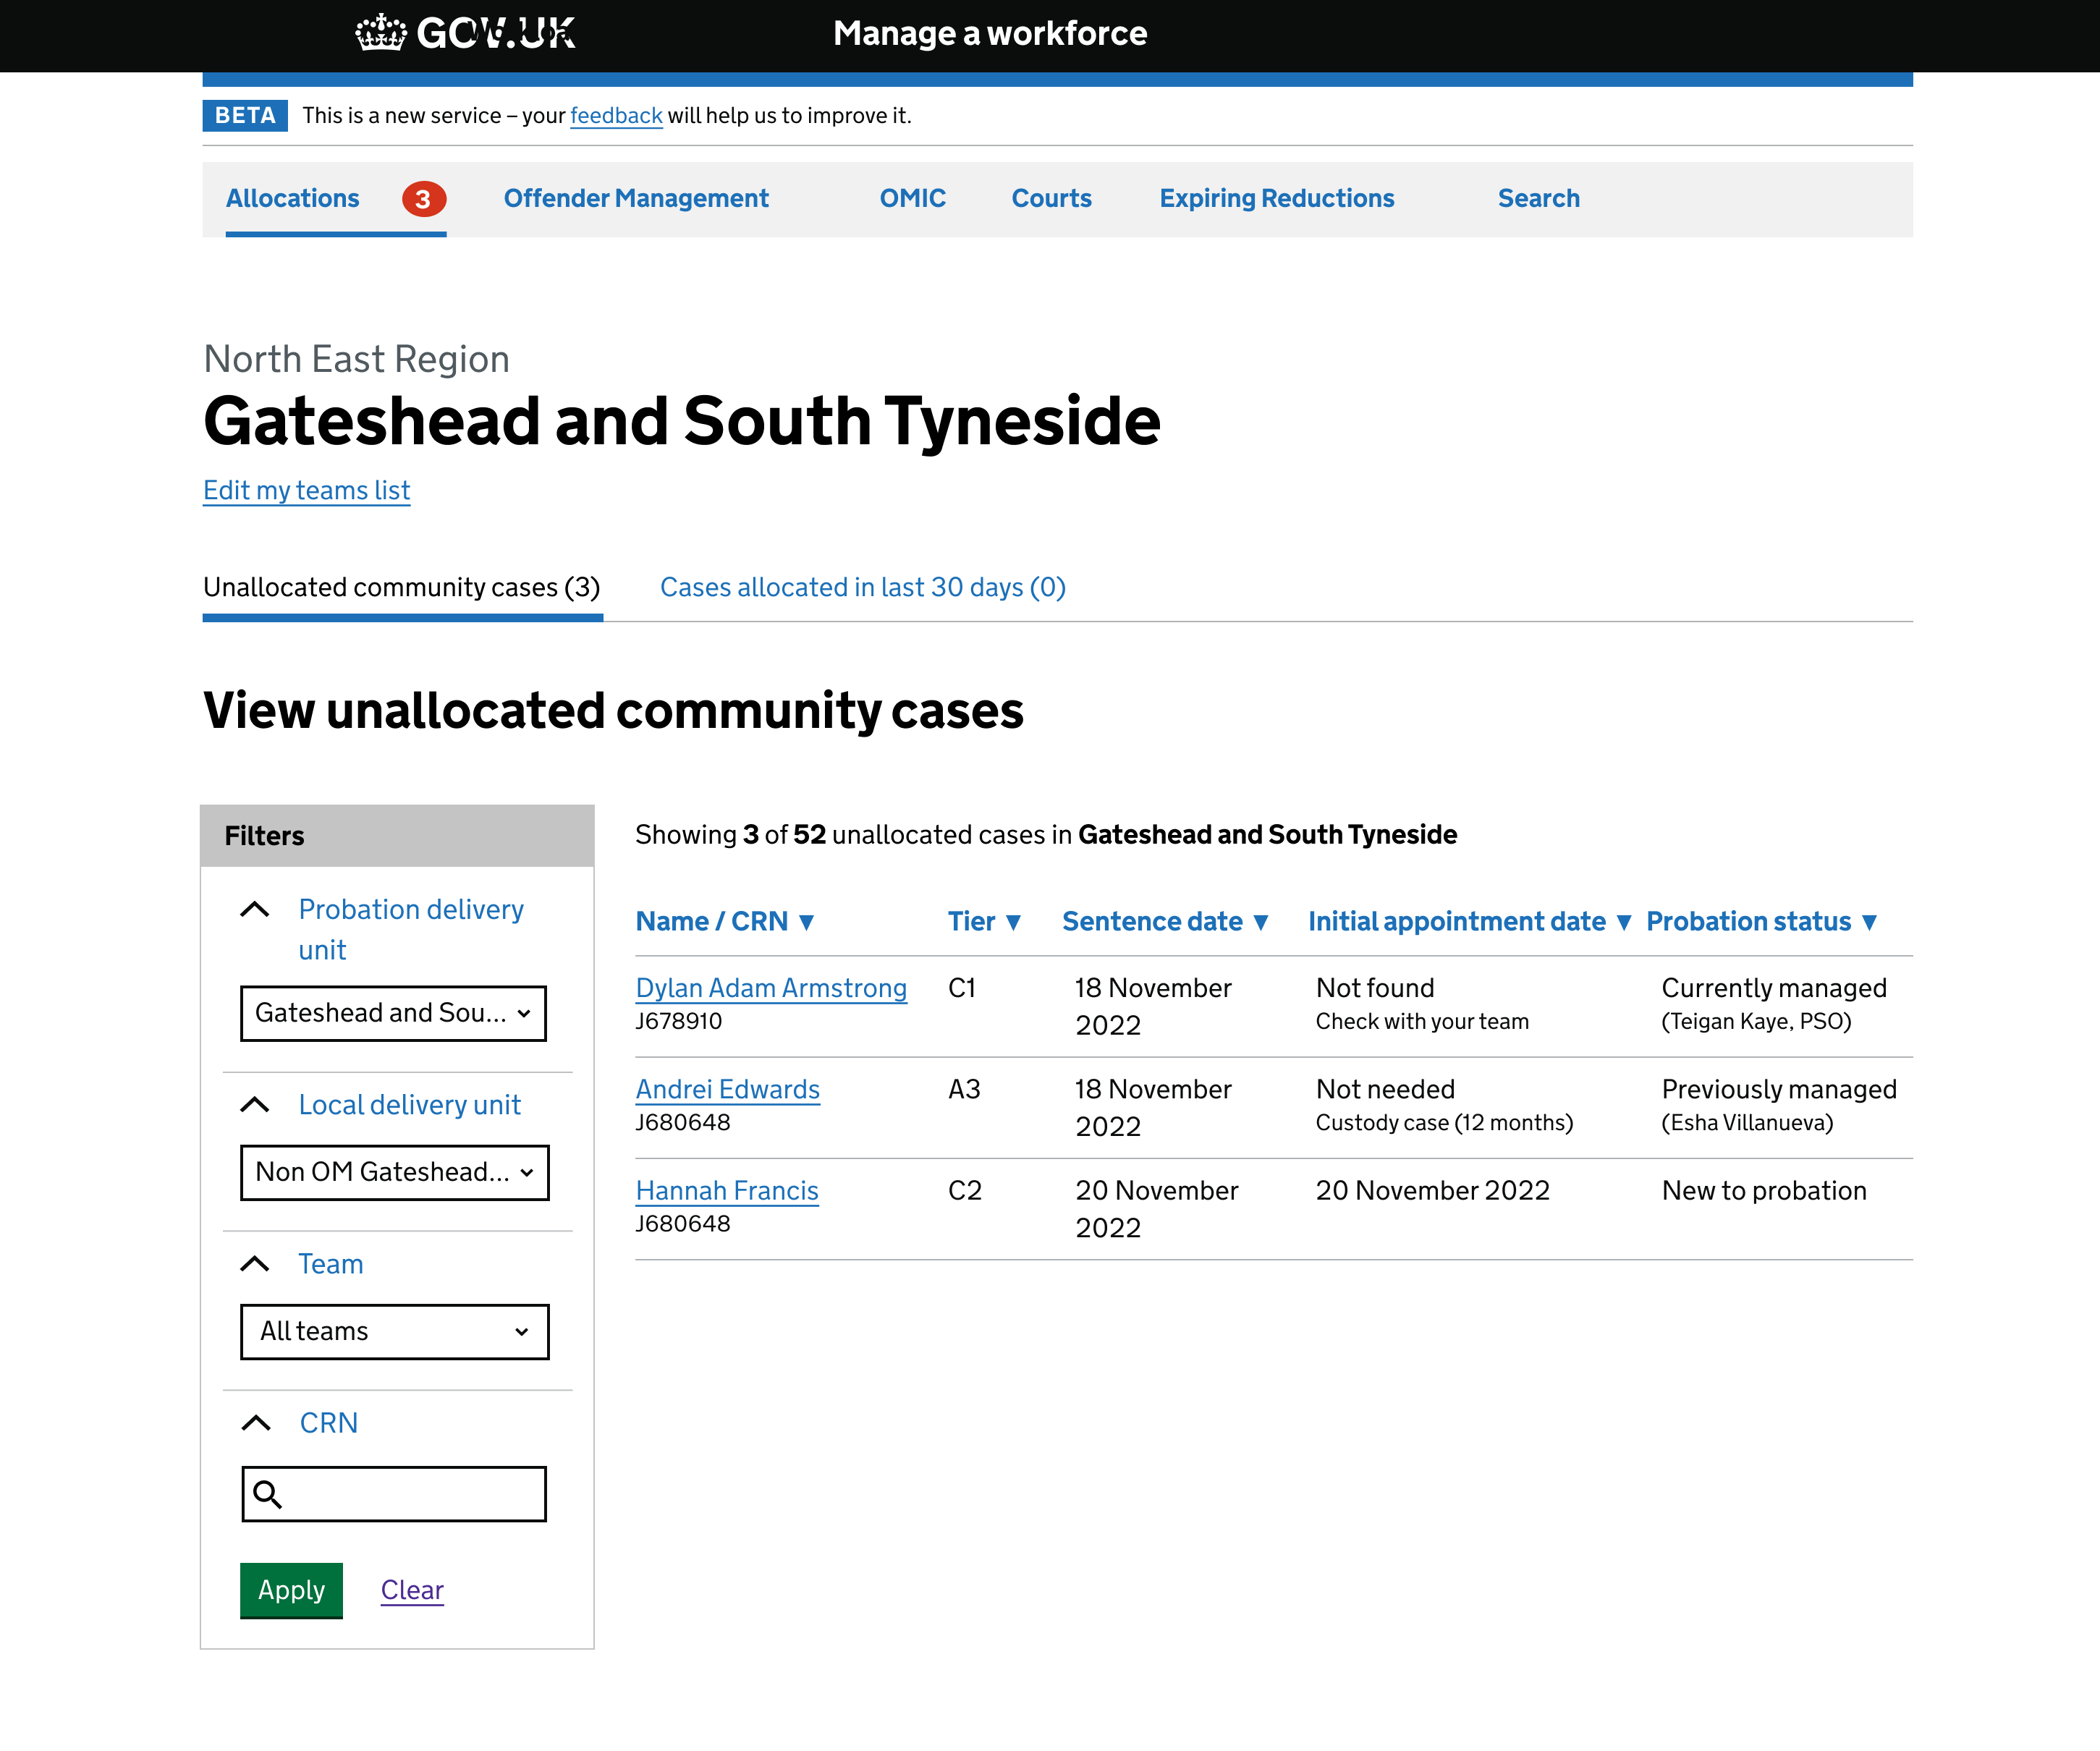 GOV.UK
Manage a workforce
BETA This is a new service – your feedback will help us to improve it.
Allocations 3 Offender Management OMIC Courts Expiring Reductions Search
North East Region
Gateshead and South Tyneside
Edit my teams list
Unallocated community cases (3) Cases allocated in last 30 days (0)
View unallocated community cases
Filters
Probation delivery
unit
Gateshead and Sou...
Local delivery unit
Non OM Gateshead...
Team
All teams
CRN
Apply Clear
Showing 3 of 52 unallocated cases in Gateshead and South Tyneside
Name / CRN ▼ Tier ▼ Sentence date ▼ Initial appointment date ▼ Probation status ▼
Dylan Adam Armstrong C1 18 November Not found Currently managed
J678910 2022 Check with your team (Teigan Kaye, PSO)
Andrei Edwards A3 18 November Not needed Previously managed
J680648 2022 Custody case (12 months) (Esha Villanueva)
Hannah Francis C2 20 November 20 November 2022 New to probation
J680648 2022